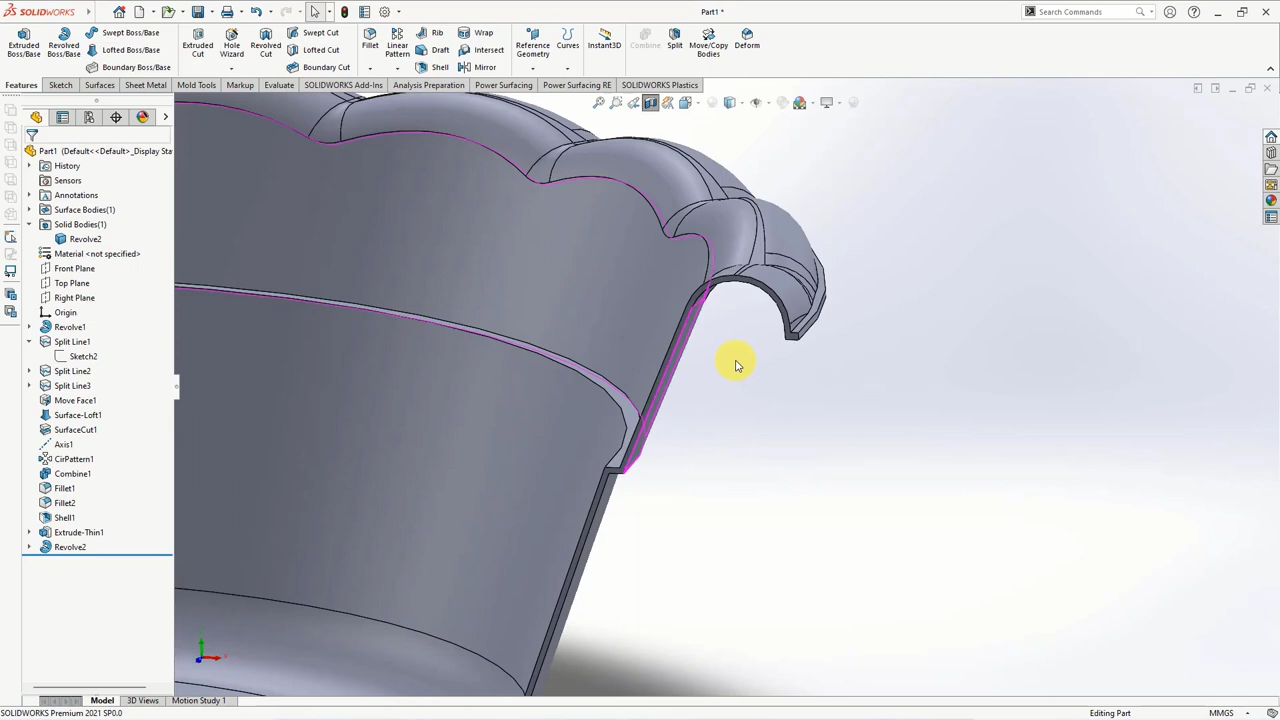 SOLIDWORKS
Part1 *
Search Commands
Extruded Boss/Base
Revolved Boss/Base
Swept Boss/Base
Lofted Boss/Base
Boundary Boss/Base
Extruded Cut
Hole Wizard
Revolved Cut
Swept Cut
Lofted Cut
Boundary Cut
Fillet
Linear Pattern
Rib
Draft
Shell
Wrap
Intersect
Mirror
Reference Geometry
Curves
Instant3D
Combine
Split
Move/Copy Bodies
Deform
Features
Sketch
Surfaces
Sheet Metal
Mold Tools
Markup
Evaluate
SOLIDWORKS Add-Ins
Analysis Preparation
Power Surfacing
Power Surfacing RE
SOLIDWORKS Plastics
Part1 (Default<<Default>_Display Sta
History
Sensors
Annotations
Surface Bodies(1)
Solid Bodies(1)
Revolve2
Material <not specified>
Front Plane
Top Plane
Right Plane
Origin
Revolve1
Split Line1
Sketch2
Split Line2
Split Line3
Move Face1
Surface-Loft1
SurfaceCut1
Axis1
CirPattern1
Combine1
Fillet1
Fillet2
Shell1
Extrude-Thin1
Revolve2
Model
3D Views
Motion Study 1
SOLIDWORKS Premium 2021 SP0.0
Editing Part
MMGS